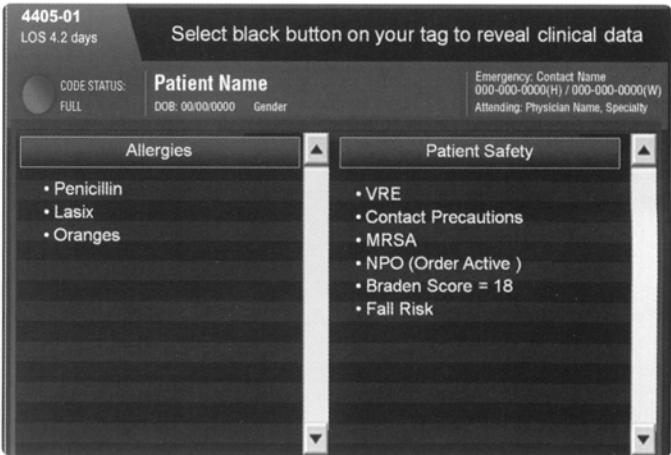 4405-01
LOS 4.2 days
Select black button on your tag to reveal clinical data
CODE STATUS:
FULL
Patient Name
DOB: 00/00/0000 Gender
Emergency: Contact Name
000-000-0000(H) / 000-000-0000(W)
Attending: Physician Name, Specialty
Allergies
• Penicillin
• Lasix
• Oranges
Patient Safety
• VRE
• Contact Precautions
• MRSA
• NPO (Order Active )
• Braden Score = 18
• Fall Risk